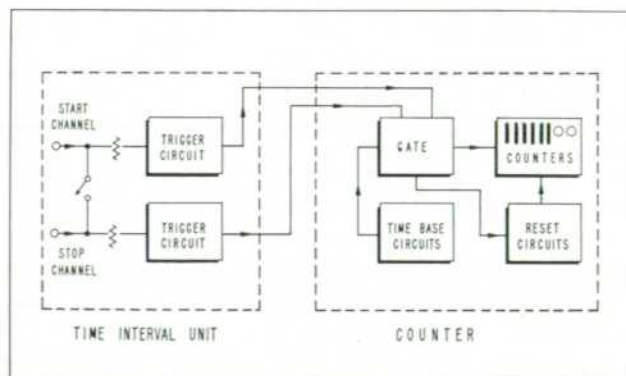 START
CHANNEL
TRIGGER
CIRCUIT
GATE
COUNTERS
STOP
CHANNEL
TRIGGER
CIRCUIT
TIME BASE
CIRCUITS
RESET
CIRCUITS
TIME INTERVAL UNIT
COUNTER